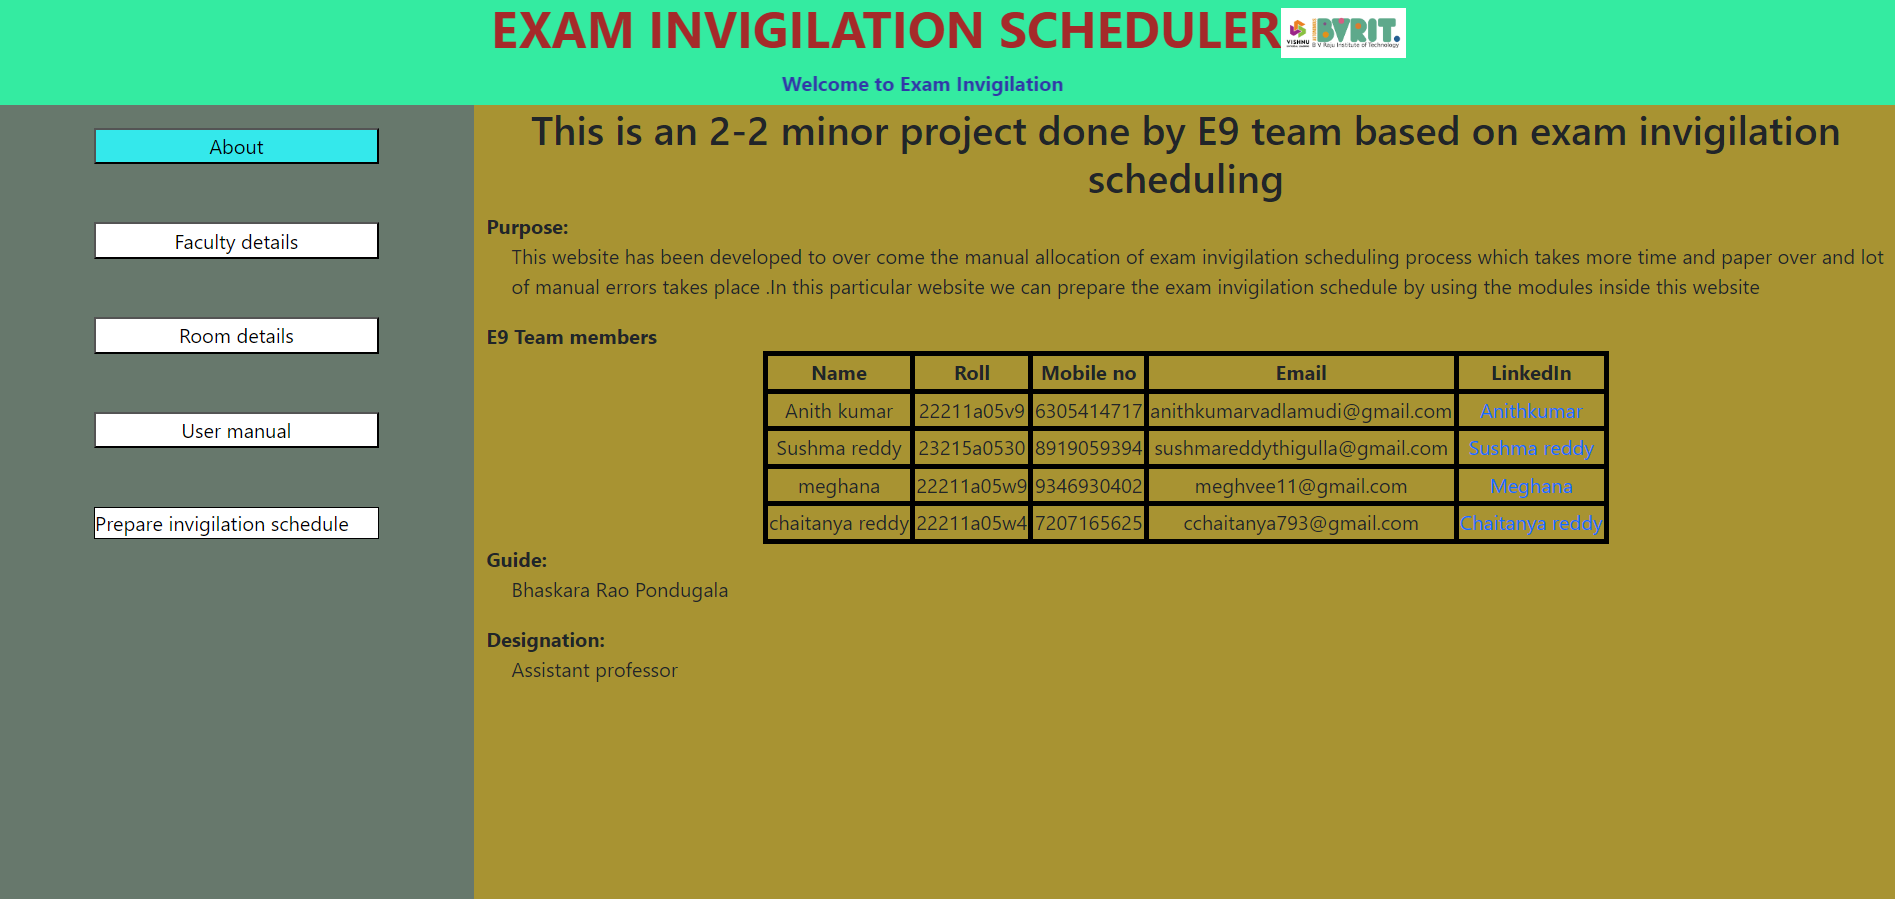 EXAM INVIGILATION SCHEDULER
VISHNU
BVRIT.
B V Raju Institute of Technology
Welcome to Exam Invigilation
About
Faculty details
Room details
User manual
Prepare invigilation schedule
This is an 2-2 minor project done by E9 team based on exam invigilation
scheduling
Purpose:
This website has been developed to over come the manual allocation of exam invigilation scheduling process which takes more time and paper over and lot
of manual errors takes place .In this particular website we can prepare the exam invigilation schedule by using the modules inside this website
E9 Team members
Name Roll Mobile no Email LinkedIn
Anith kumar 22211a05v9 6305414717 anithkumarvadlamudi@gmail.com Anithkumar
Sushma reddy 23215a0530 8919059394 sushmareddythigulla@gmail.com Sushma reddy
meghana 22211a05w9 9346930402 meghvee11@gmail.com Meghana
chaitanya reddy 22211a05w4 7207165625 cchaitanya793@gmail.com Chaitanya reddy
Guide:
Bhaskara Rao Pondugala
Designation:
Assistant professor